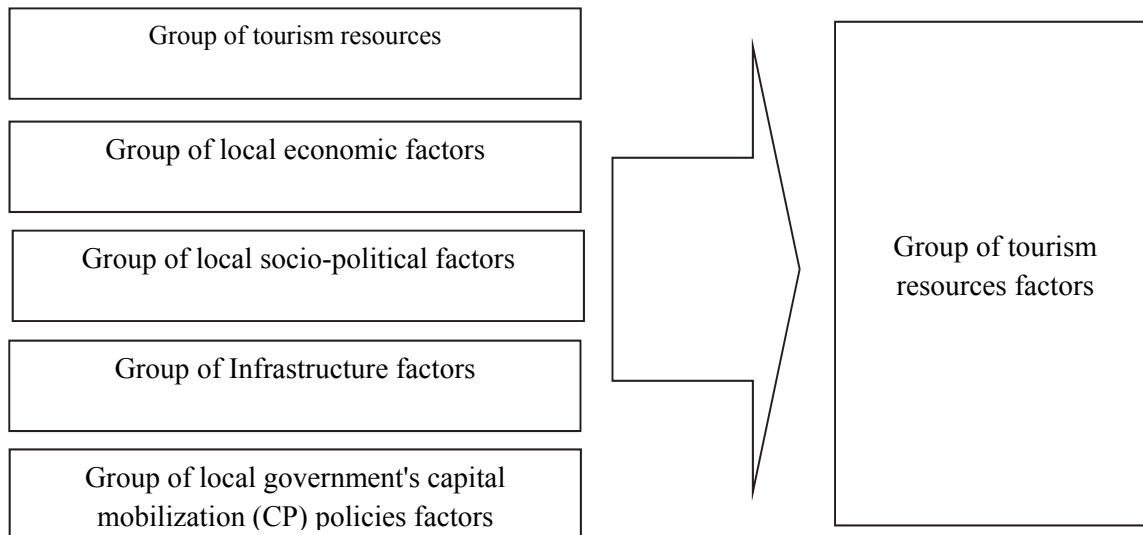 Group of tourism resources
Group of local economic factors
Group of local socio-political factors
Group of Infrastructure factors
Group of local government's capital
mobilization (CP) policies factors
Group of tourism
resources factors